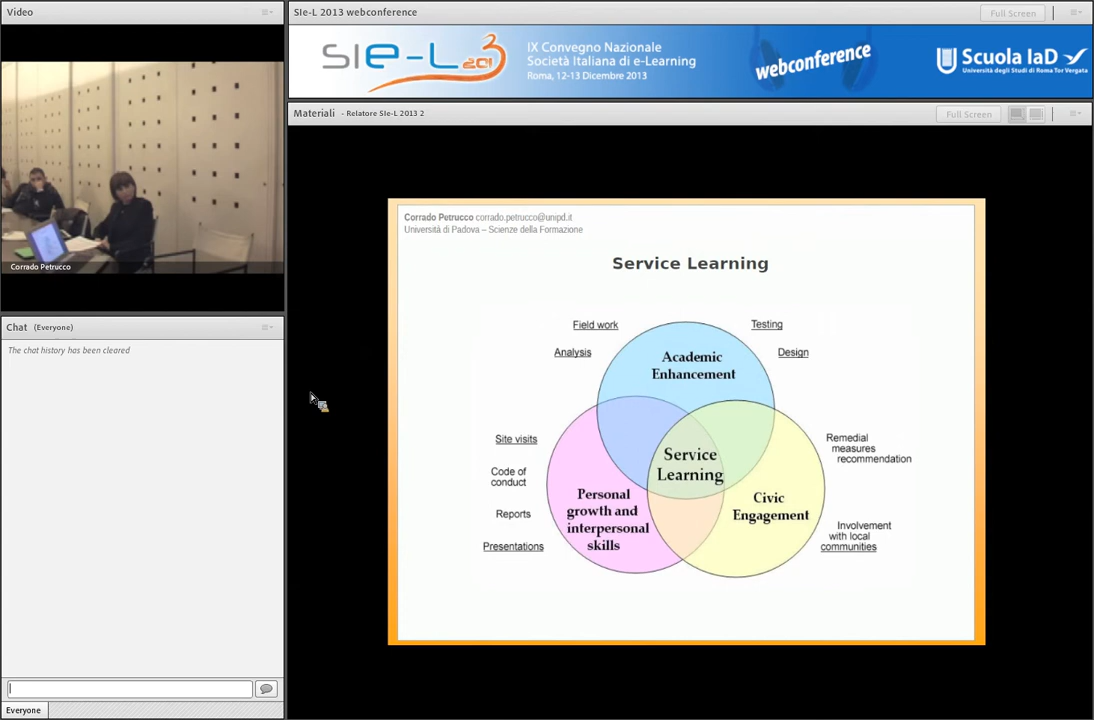 Video
SIe-L 2013 webconference
Full Screen
SIe-L 2013
IX Convegno Nazionale
Società Italiana di e-Learning
Roma, 12-13 Dicembre 2013
webconference
Scuola IaD
Università degli Studi di Roma Tor Vergata
Materiali - Relatore SIe-L 2013 2
Full Screen
Corrado Petrucco
Chat (Everyone)
The chat history has been cleared
Everyone
Corrado Petrucco corrado.petrucco@unipd.it
Università di Padova – Scienze della Formazione
Service Learning
Field work
Testing
Analysis
Design
Academic
Enhancement
Site visits
Code of
conduct
Reports
Presentations
Service
Learning
Personal
growth and
interpersonal
skills
Civic
Engagement
Remedial
measures
recommendation
Involvement
with local
communities